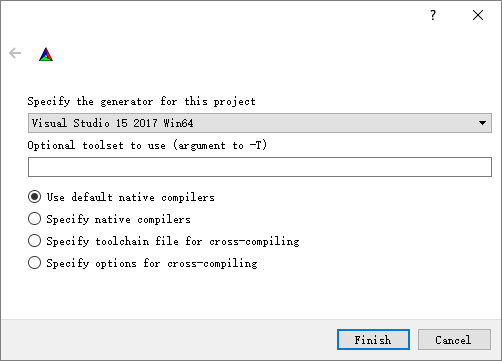 ?
Specify the generator for this project
Visual Studio 15 2017 Win64
Optional toolset to use (argument to -T)
Use default native compilers
Specify native compilers
Specify toolchain file for cross-compiling
Specify options for cross-compiling
Finish
Cancel